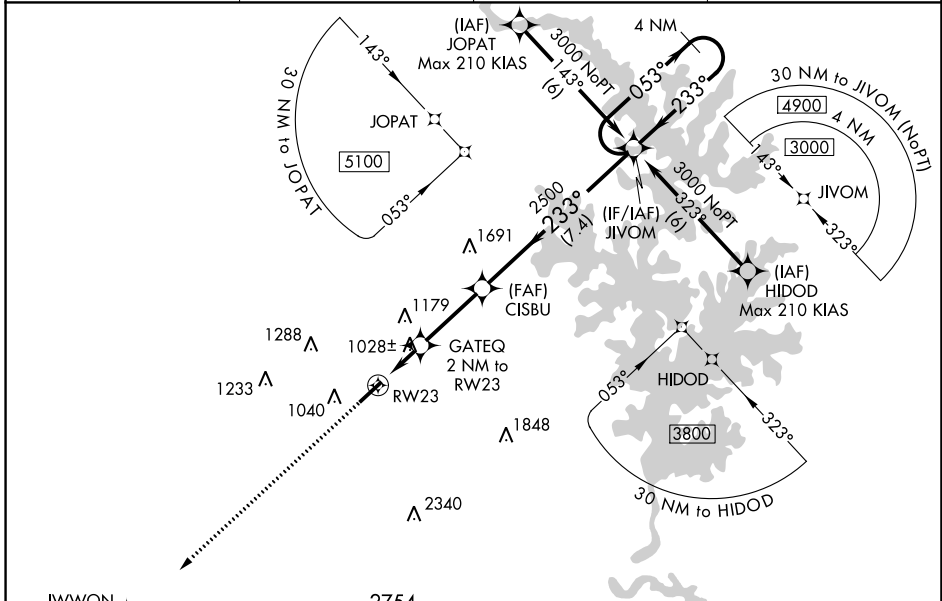 (IAF)
JOPAT
Max 210 KIAS
3000 NoPT
143°
(6)
4 NM
053°
233°
143°
30 NM to JOPAT
JOPAT
5100
053°
30 NM to JIVOM (NoPT)
4900
4 NM
3000
143°
JIVOM
323°
2500
233°
(7.4)
(IF/IAF)
JIVOM
3000 NoPT
323°
(6)
(IAF)
HIDOD
Max 210 KIAS
1691
(FAF)
CISBU
1179
1288
1028±
GATEQ
2 NM to
RW23
1233
1040
RW23
053°
HIDOD
323°
3800
30 NM to HIDOD
1848
2340
IWWON
2754